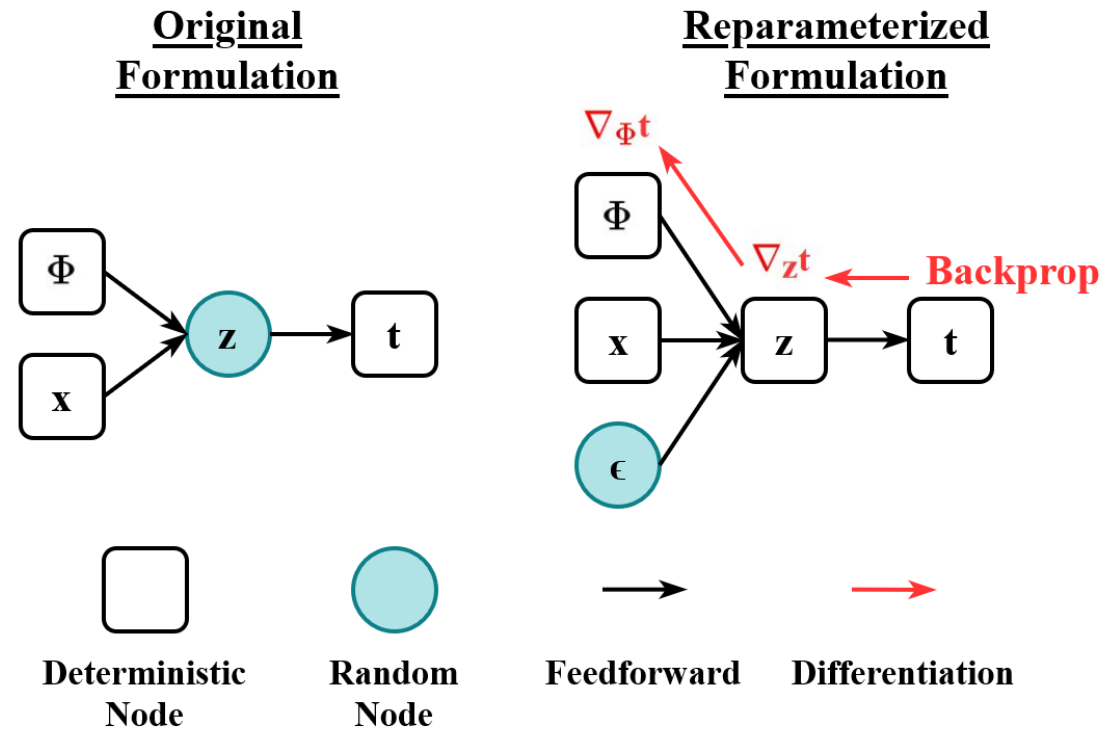 Original
Formulation
Reparameterized
Formulation
∇Φt
Φ
x
z
t
Φ
x
ϵ
∇zt
Backprop
z
t
Deterministic
Node
Random
Node
Feedforward
Differentiation